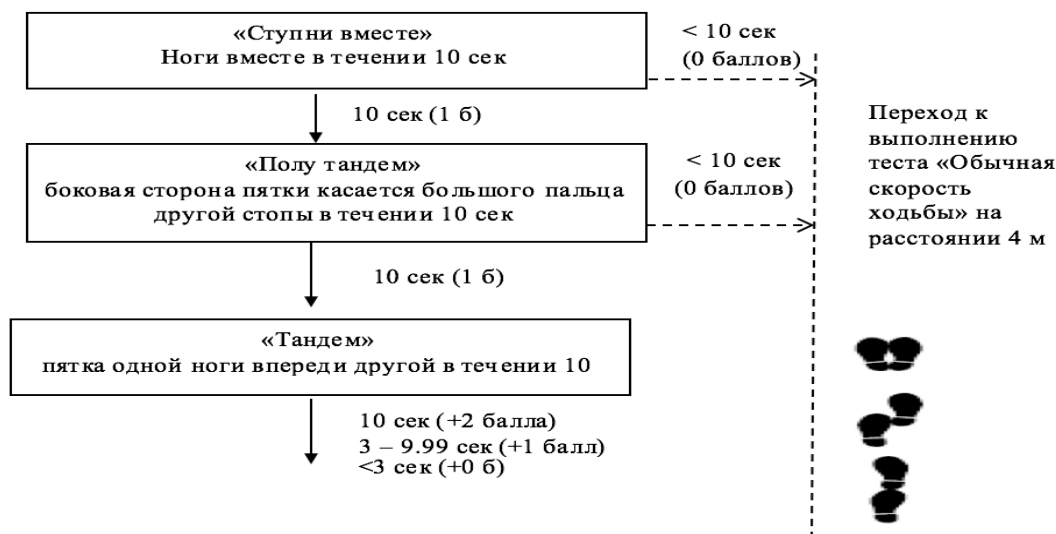 «Ступни вместе»
Ноги вместе в течении 10 сек
< 10 сек
(0 баллов)
10 сек (1 б)
«Полу тандем»
боковая сторона пятки касается большого пальца
другой стопы в течении 10 сек
< 10 сек
(0 баллов)
10 сек (1 б)
«Тандем»
пятка одной ноги впереди другой в течении 10
10 сек (+2 балла)
3 – 9.99 сек (+1 балл)
<3 сек (+0 б)
Переход к
выполнению
теста «Обычная
скорость
ходьбы» на
расстоянии 4 м